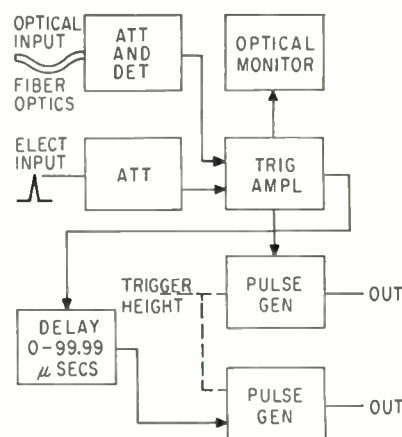 OPTICAL
INPUT
FIBER
OPTICS
ATT
AND
DET
OPTICAL
MONITOR
ELECT
INPUT
ATT
TRIG
AMPL
TRIGGER
HEIGHT
PULSE
GEN
OUT
DELAY
0-99.99
µ SECS
PULSE
GEN
OUT